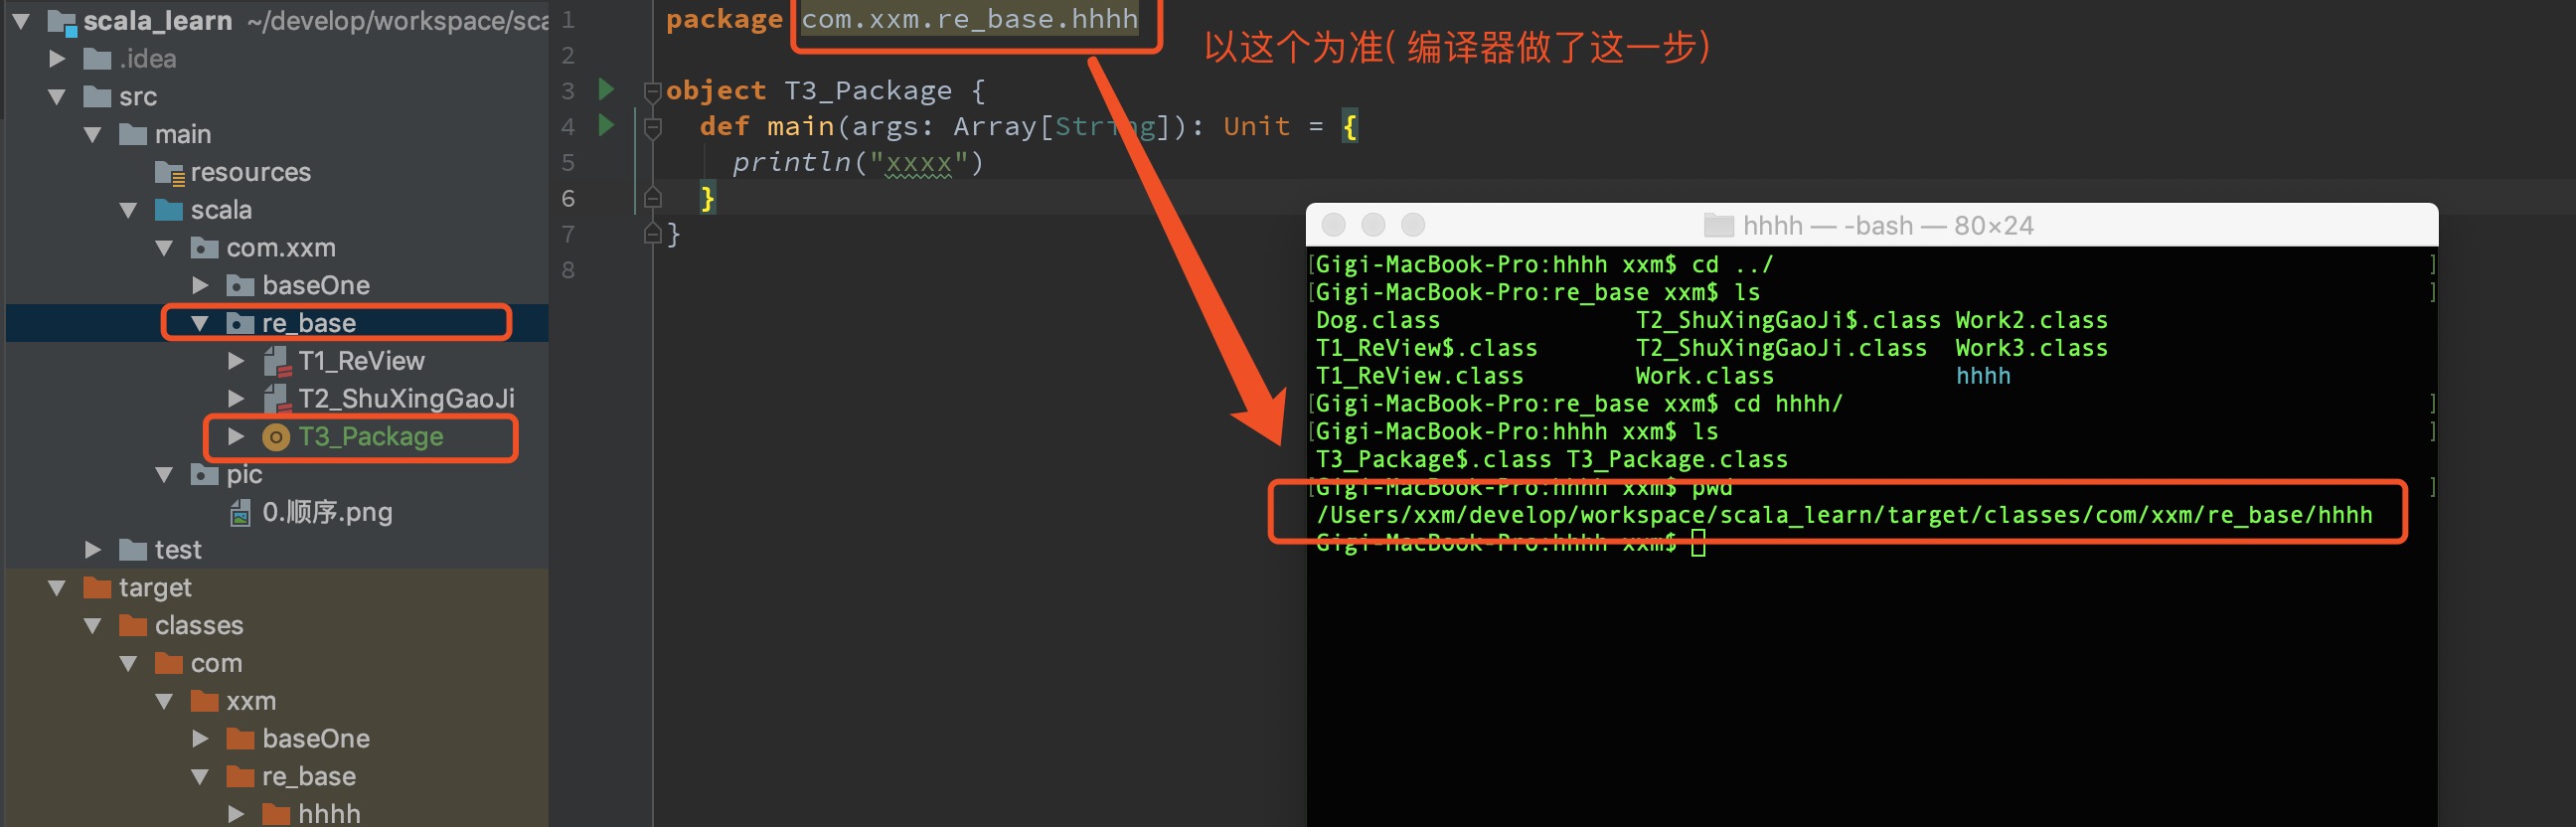 scala_learn ~/develop/workspace/sca
.idea
src
main
resources
scala
com.xxm
baseOne
re_base
T1_ReView
T2_ShuXingGaoJi
T3_Package
pic
0.顺序.png
test
target
classes
com
xxm
baseOne
re_base
hhhh
1 package com.xxm.re_base.hhhh
2
3 object T3_Package {
4 def main(args: Array[String]): Unit = {
5 println("xxxx")
6 }
7 }
8
以这个为准( 编译器做了这一步)
hhhh — -bash — 80×24
[Gigi-MacBook-Pro:hhhh xxm$ cd ../ ]
[Gigi-MacBook-Pro:re_base xxm$ ls ]
Dog.class T2_ShuXingGaoJi$.class Work2.class
T1_ReView$.class T2_ShuXingGaoJi.class Work3.class
T1_ReView.class Work.class hhhh
[Gigi-MacBook-Pro:re_base xxm$ cd hhhh/ ]
[Gigi-MacBook-Pro:hhhh xxm$ ls ]
T3_Package$.class T3_Package.class
[Gigi-MacBook-Pro:hhhh xxm$ pwd ]
/Users/xxm/develop/workspace/scala_learn/target/classes/com/xxm/re_base/hhhh
Gigi-MacBook-Pro:hhhh xxm$